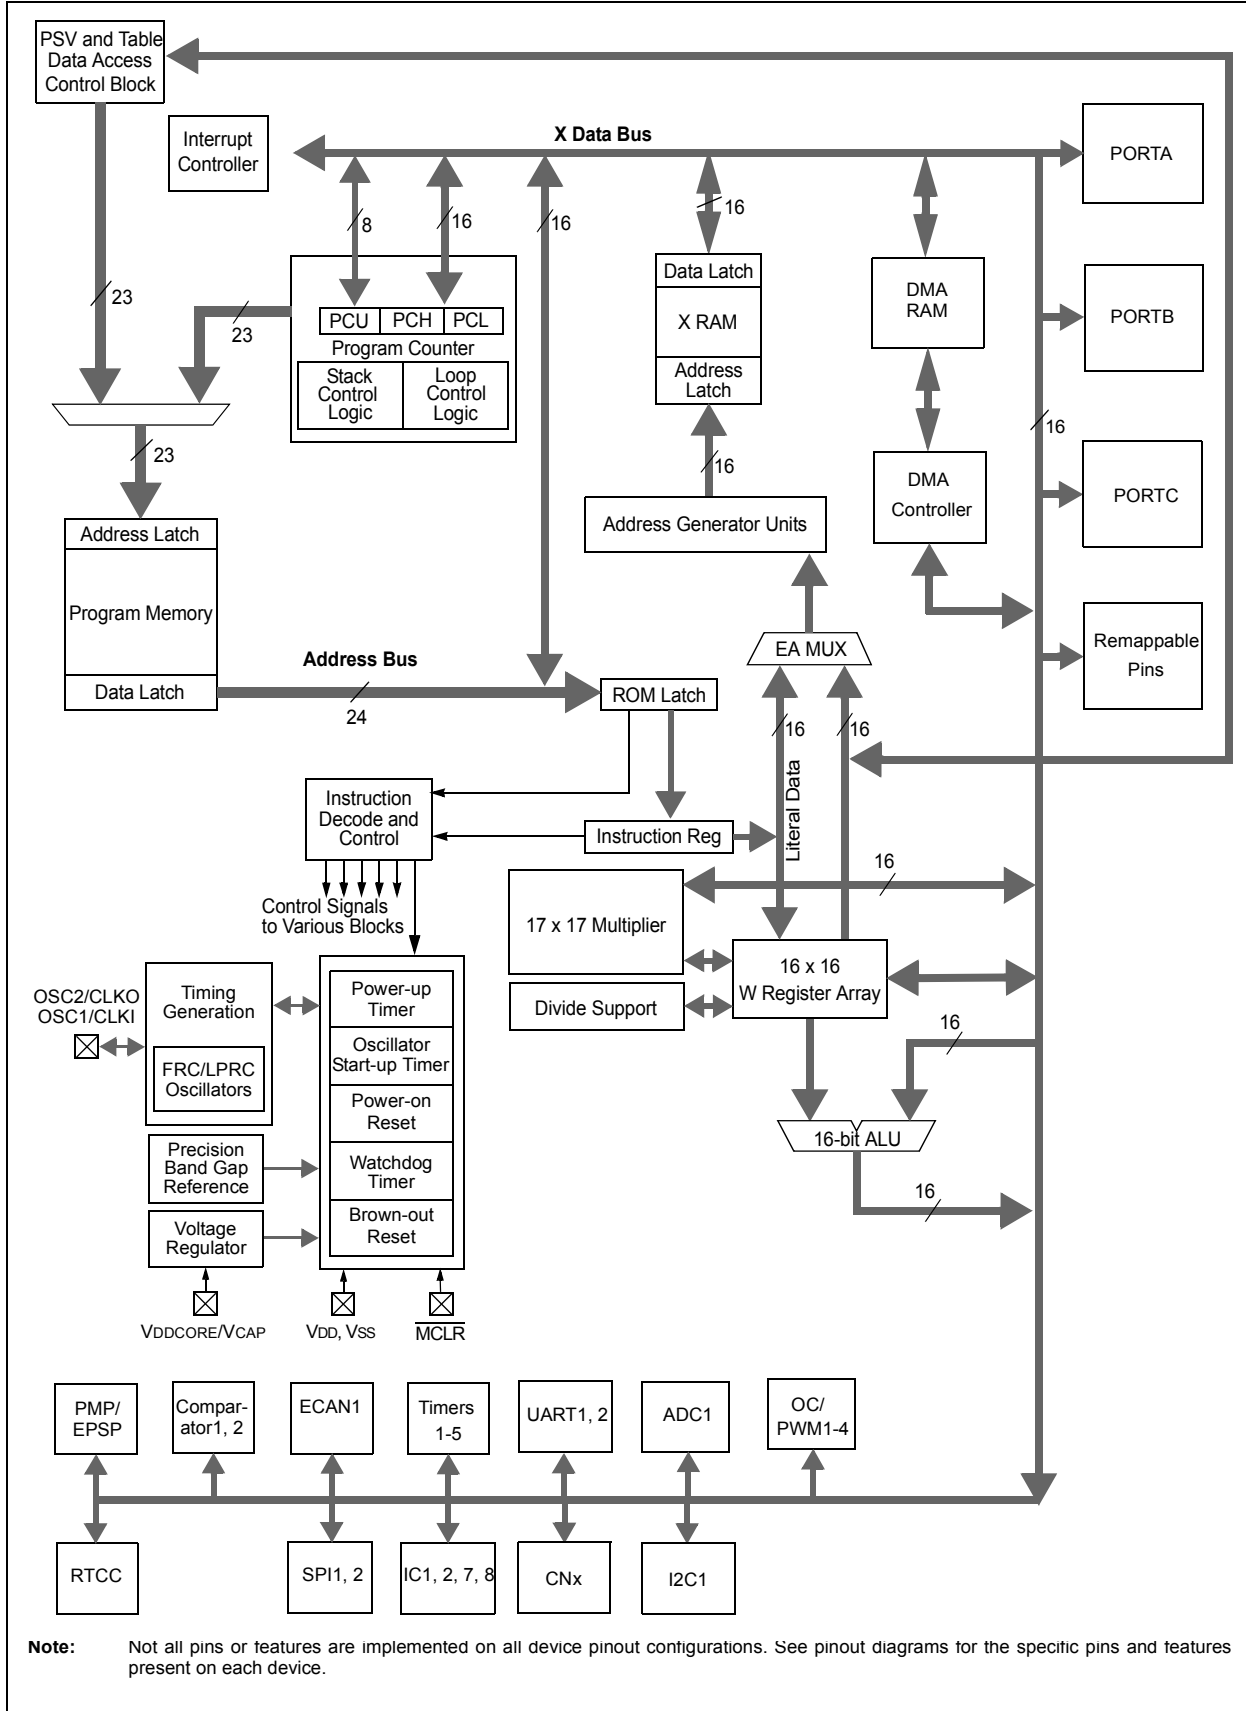 PSV and Table
Data Access
Control Block
Interrupt
Controller
X Data Bus
PORTA
8
16
16
16
23
23
PCU
PCH
PCL
Program Counter
Stack
Control
Logic
Loop
Control
Logic
Data Latch
X RAM
Address
Latch
DMA
RAM
PORTB
16
23
16
DMA
Controller
PORTC
Address Generator Units
Address Latch
Program Memory
Data Latch
Address Bus
24
ROM Latch
EA MUX
Remappable
Pins
16
16
Literal Data
Instruction
Decode and
Control
Instruction Reg
Control Signals
to Various Blocks
16
17 x 17 Multiplier
16 x 16
W Register Array
Divide Support
OSC2/CLKO
OSC1/CLKI
Timing
Generation
FRC/LPRC
Oscillators
Power-up
Timer
Oscillator
Start-up Timer
Power-on
Reset
Watchdog
Timer
Brown-out
Reset
16
16-bit ALU
16
Precision
Band Gap
Reference
Voltage
Regulator
VDDCORE/VCAP
VDD, VSS
MCLR
PMP/
EPSP
Compar-
ator1, 2
ECAN1
Timers
1-5
UART1, 2
ADC1
OC/
PWM1-4
RTCC
SPI1, 2
IC1, 2, 7, 8
CNx
I2C1
Note: Not all pins or features are implemented on all device pinout configurations. See pinout diagrams for the specific pins and features
present on each device.